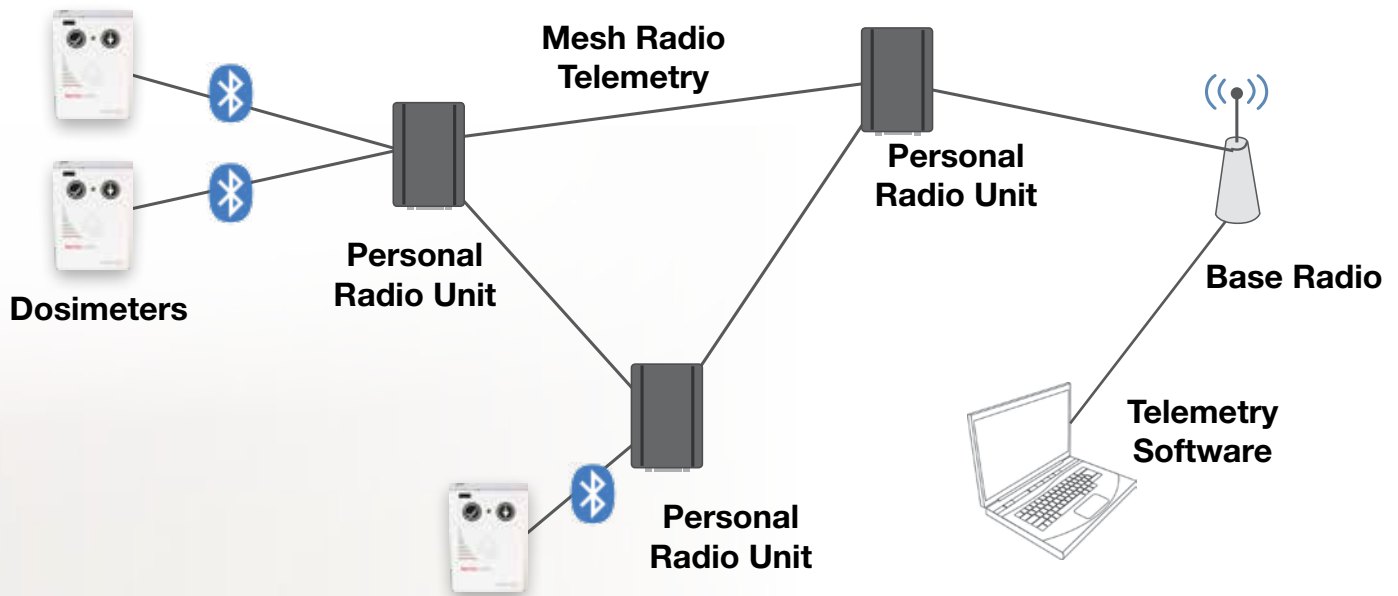 Mesh Radio
Telemetry
Personal
Radio Unit
Personal
Radio Unit
Dosimeters
Base Radio
Telemetry
Software
Personal
Radio Unit